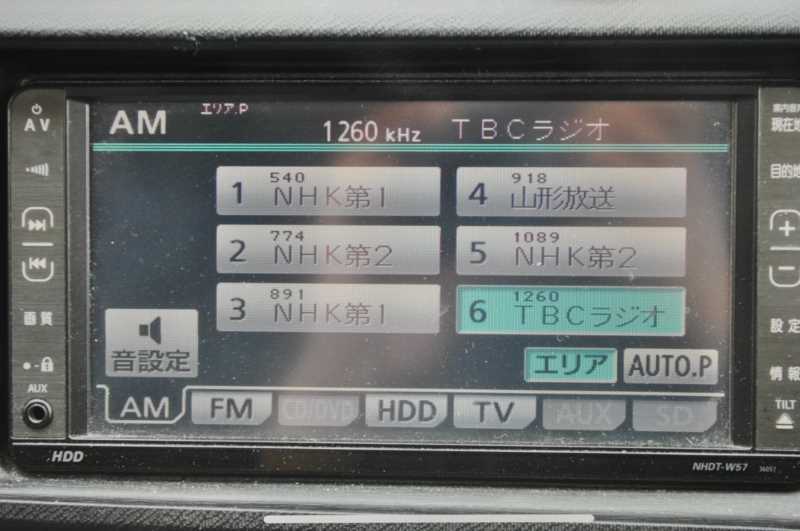 AV
AM エリア.P
1260 kHz TBCラジオ
1 540 NHK第1
4 918 山形放送
2 774 NHK第2
5 1089 NHK第2
3 891 NHK第1
6 1260 TBCラジオ
音設定
エリア AUTO.P
AM FM CD/DVD HDD TV AUX SD
画質
AUX
現在地
目的地
+
−
設定
情報
TILT
HDD
NHDT-W57